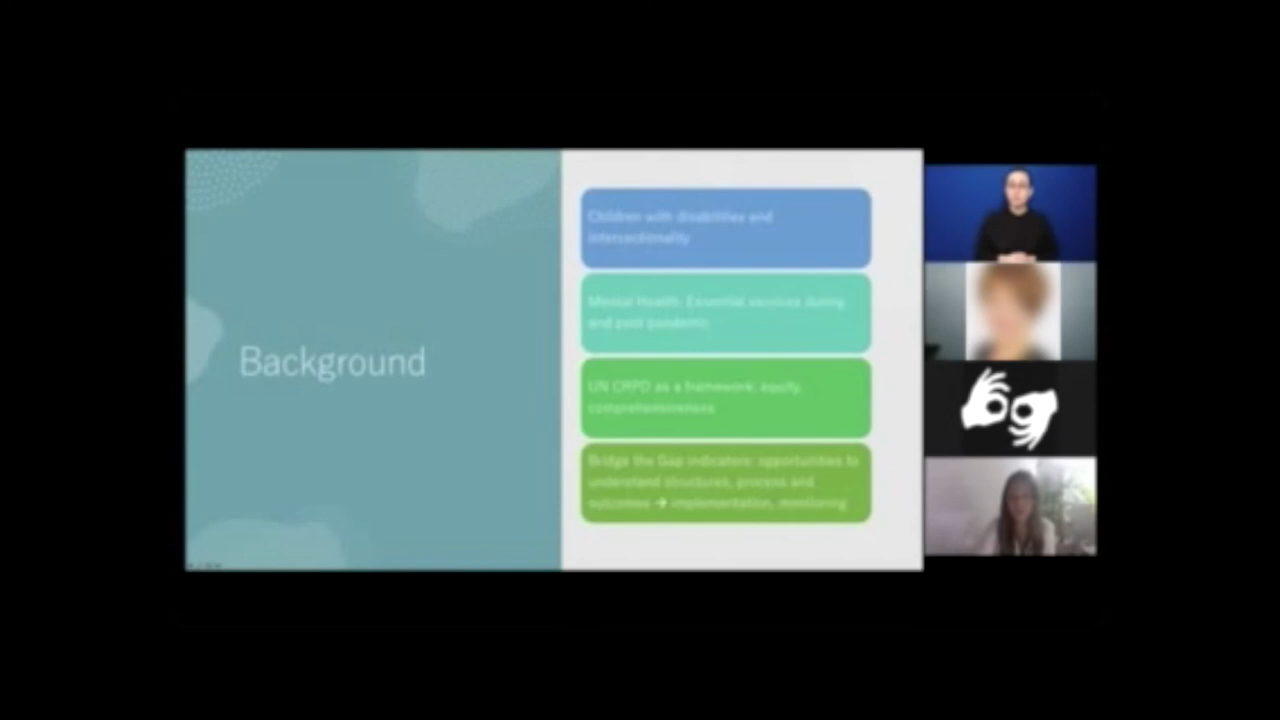 Background
Children with disabilities and
intersectionality
Mental Health: Essential services during
and post pandemic
UN CRPD as a framework: equity,
comprehensiveness
Bridge the Gap indicators: opportunities to
understand structures, process and
outcomes → implementation, monitoring